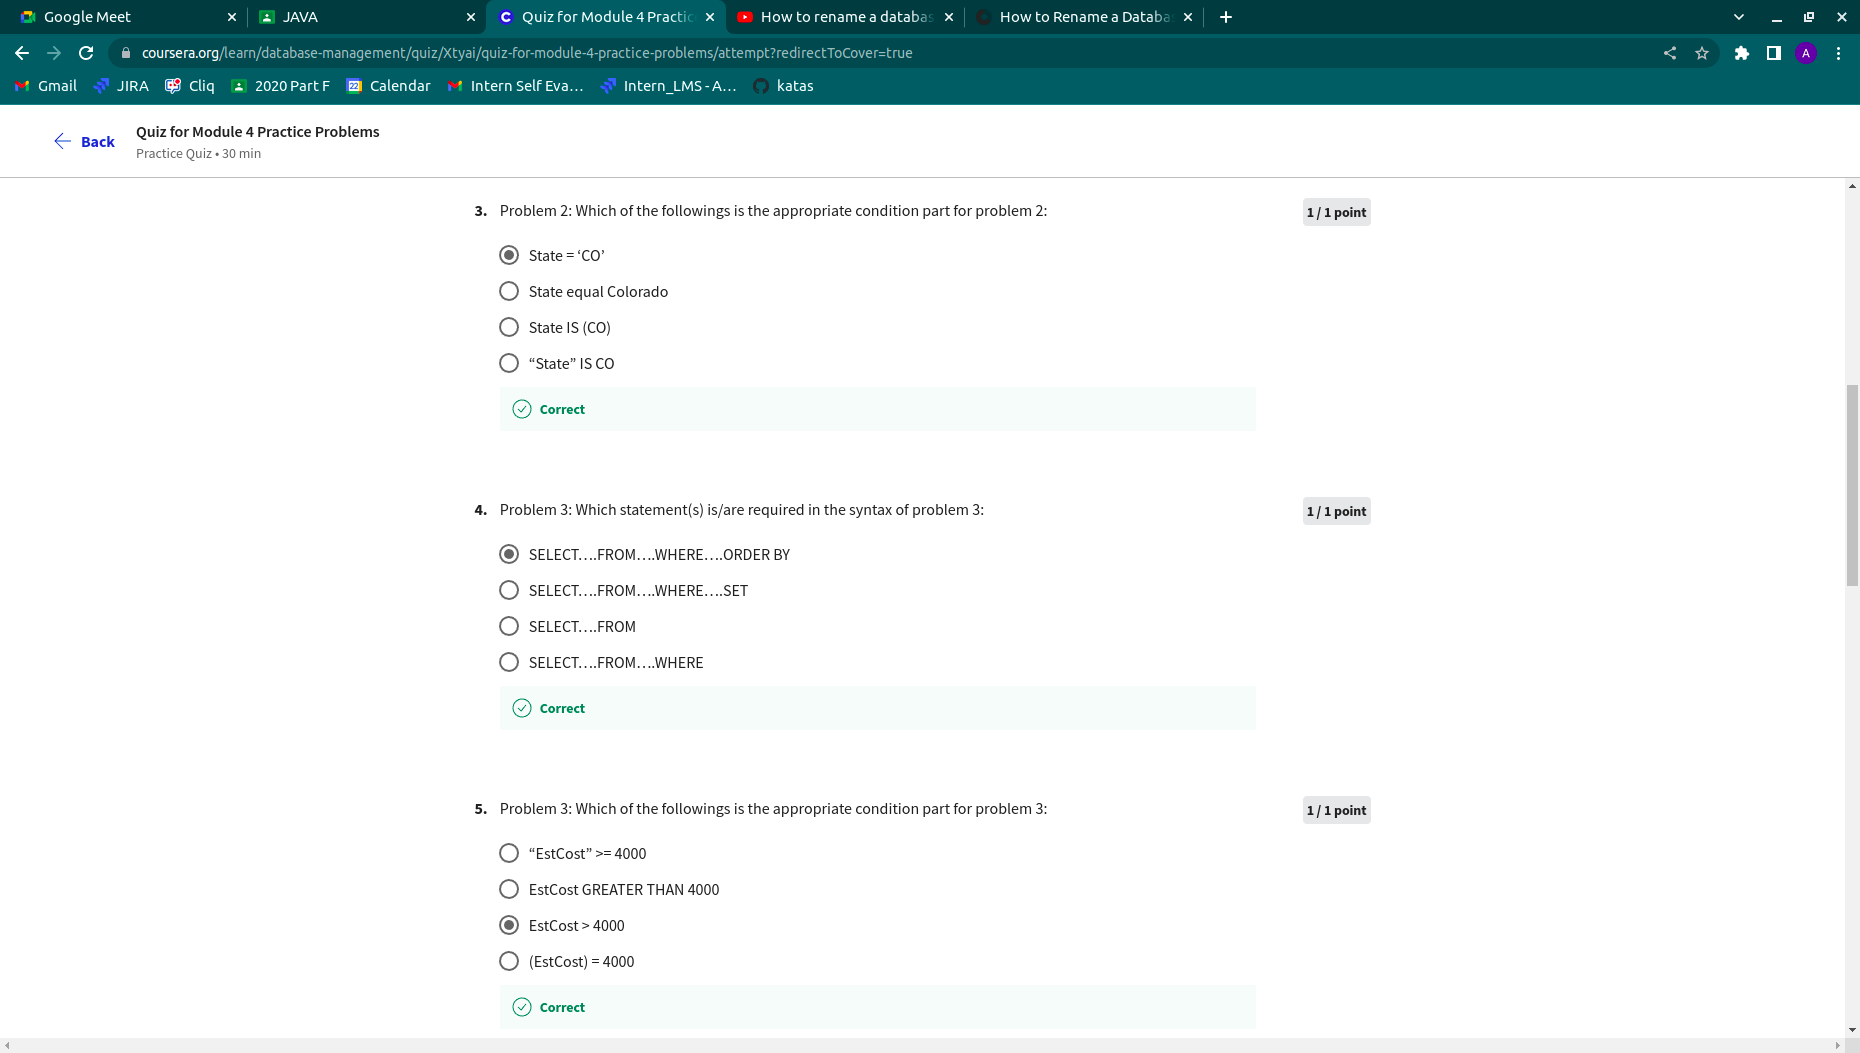 Google Meet
JAVA
Quiz for Module 4 Practic
How to rename a databas
How to Rename a Databa
coursera.org/learn/database-management/quiz/Xtyai/quiz-for-module-4-practice-problems/attempt?redirectToCover=true
A
Gmail
JIRA
Cliq
2020 Part F
22
Calendar
Intern Self Eva...
Intern_LMS - A...
katas
Back
Quiz for Module 4 Practice Problems
Practice Quiz • 30 min
3. Problem 2: Which of the followings is the appropriate condition part for problem 2:
1 / 1 point
State = ‘CO’
State equal Colorado
State IS (CO)
“State” IS CO
Correct
4. Problem 3: Which statement(s) is/are required in the syntax of problem 3:
1 / 1 point
SELECT….FROM….WHERE….ORDER BY
SELECT….FROM….WHERE….SET
SELECT….FROM
SELECT….FROM….WHERE
Correct
5. Problem 3: Which of the followings is the appropriate condition part for problem 3:
1 / 1 point
“EstCost” >= 4000
EstCost GREATER THAN 4000
EstCost > 4000
(EstCost) = 4000
Correct